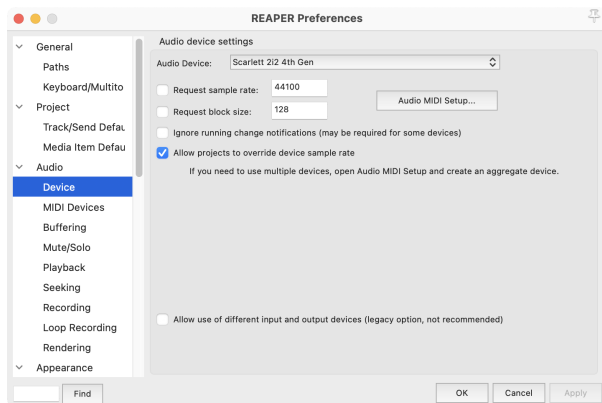 REAPER Preferences
General
Paths
Keyboard/Multito
Project
Track/Send Defau
Media Item Defau
Audio
Device
MIDI Devices
Buffering
Mute/Solo
Playback
Seeking
Recording
Loop Recording
Rendering
Appearance
Find
Audio device settings
Audio Device: Scarlett 2i2 4th Gen
Request sample rate: 44100
Request block size: 128
Audio MIDI Setup...
Ignore running change notifications (may be required for some devices)
Allow projects to override device sample rate
If you need to use multiple devices, open Audio MIDI Setup and create an aggregate device.
Allow use of different input and output devices (legacy option, not recommended)
OK Cancel Apply